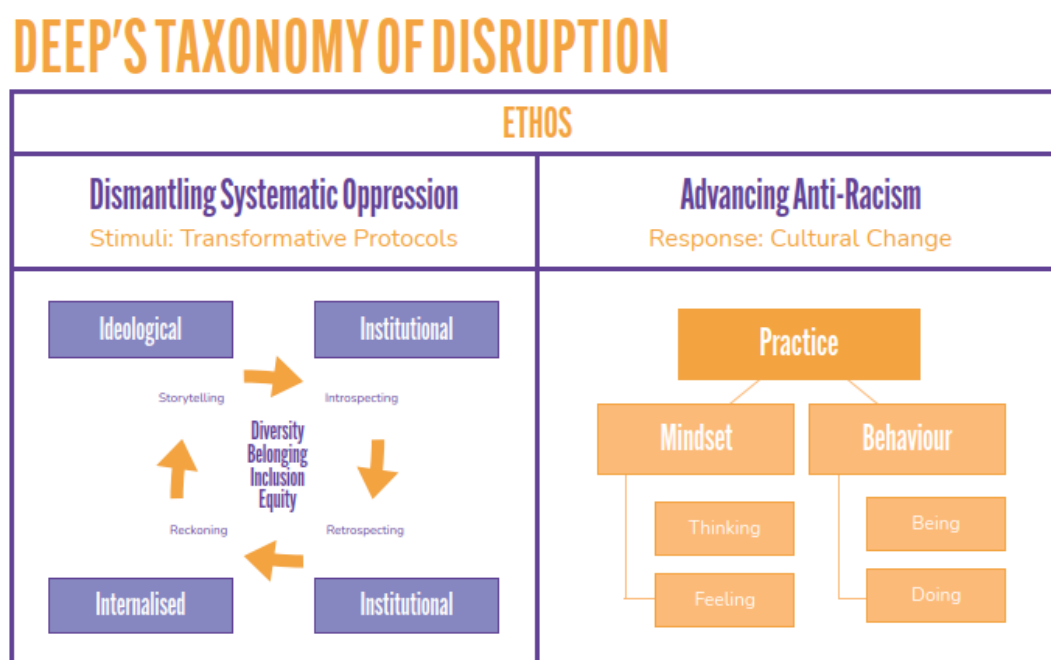 DEEP'S TAXONOMY OF DISRUPTION
ETHOS
Dismantling Systematic Oppression
Stimuli: Transformative Protocols
Advancing Anti-Racism
Response: Cultural Change
Ideological
Institutional
Storytelling
Introspecting
Diversity
Belonging
Inclusion
Equity
Reckoning
Retrospecting
Internalised
Institutional
Practice
Mindset
Behaviour
Thinking
Being
Feeling
Doing